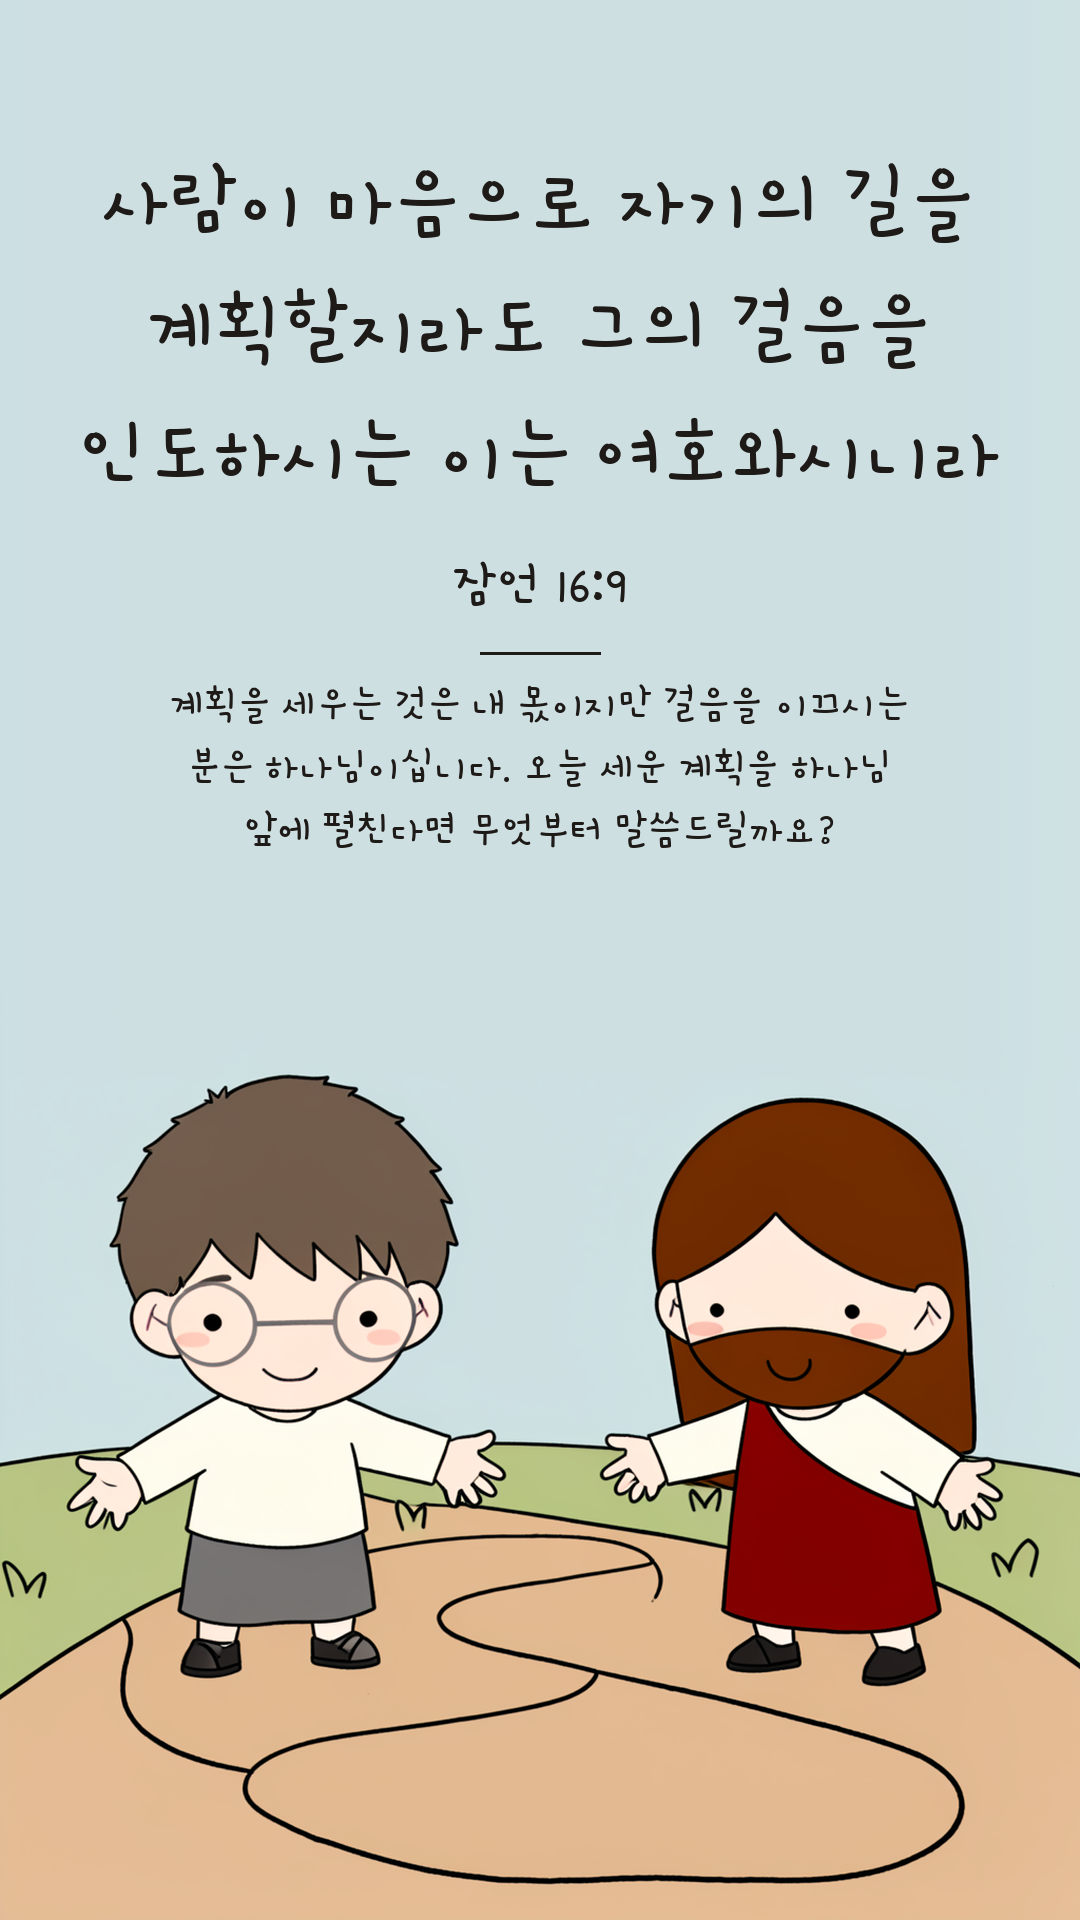 사람이 마음으로 자기의 길을
계획할지라도 그의 걸음을
인도하시는 이는 여호와시니라
잠언 16:9
계획을 세우는 것은 내 몫이지만 걸음을 이끄시는
분은 하나님이십니다. 오늘 세운 계획을 하나님
앞에 펼친다면 무엇부터 말씀드릴까요?